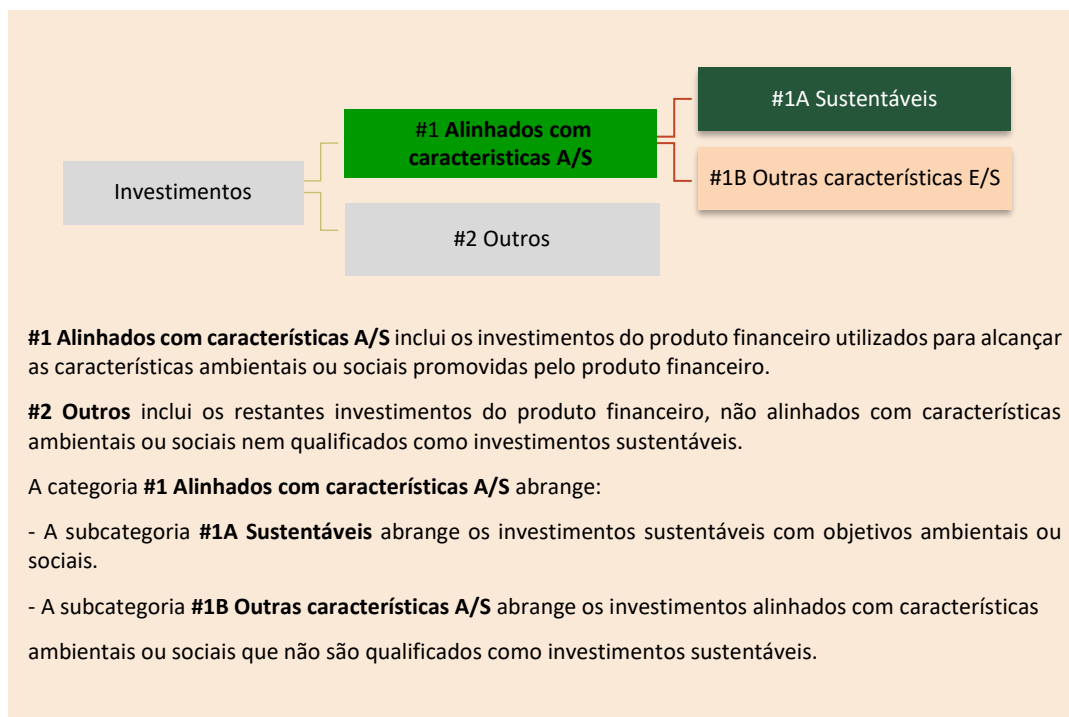 #1A Sustentáveis
#1 Alinhados com
caracteristicas A/S
#1B Outras características E/S
Investimentos
#2 Outros
#1 Alinhados com características A/S inclui os investimentos do produto financeiro utilizados para alcançar
as características ambientais ou sociais promovidas pelo produto financeiro.
#2 Outros inclui os restantes investimentos do produto financeiro, não alinhados com características
ambientais ou sociais nem qualificados como investimentos sustentáveis.
A categoria #1 Alinhados com características A/S abrange:
- A subcategoria #1A Sustentáveis abrange os investimentos sustentáveis com objetivos ambientais ou
sociais.
- A subcategoria #1B Outras características A/S abrange os investimentos alinhados com características
ambientais ou sociais que não são qualificados como investimentos sustentáveis.